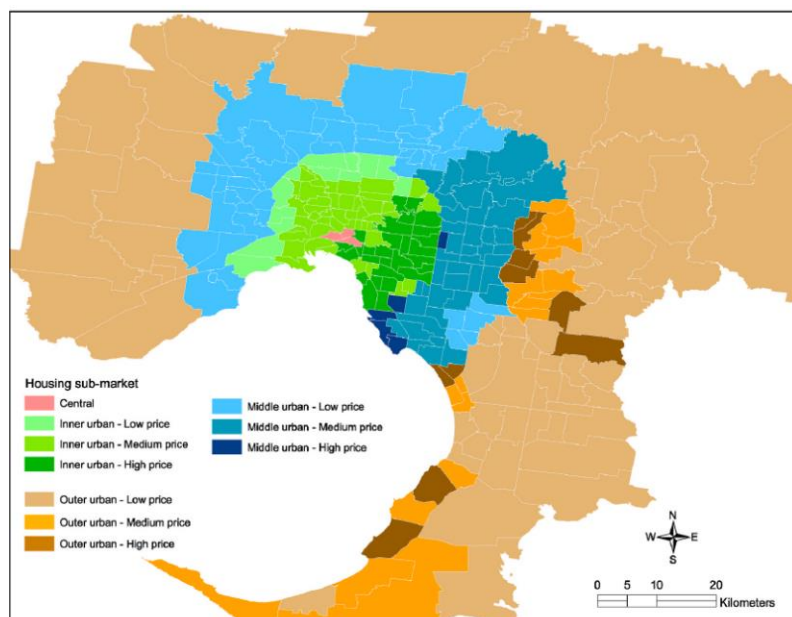 Housing sub-market
Central
Inner urban - Low price
Inner urban - Medium price
Inner urban - High price
Outer urban - Low price
Outer urban - Medium price
Outer urban - High price
Middle urban - Low price
Middle urban - Medium price
Middle urban - High price
N
W E
S
0 5 10 20
Kilometers